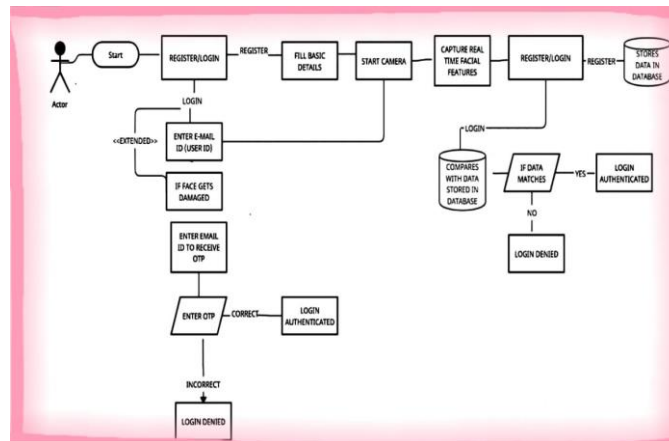 Actor
Start
REGISTER/LOGIN
REGISTER
FILL BASIC
DETAILS
START CAMERA
CAPTURE REAL
TIME FACIAL
FEATURES
REGISTER/LOGIN
REGISTER
STORES
DATA IN
DATABASE
LOGIN
<<EXTENDED>>
ENTER E-MAIL
ID (USER ID)
IF FACE GETS
DAMAGED
LOGIN
COMPARES
WITH DATA
STORED IN
DATABASE
IF DATA
MATCHES
YES
LOGIN
AUTHENTICATED
NO
LOGIN DENIED
ENTER EMAIL
ID TO RECEIVE
OTP
ENTER OTP
CORRECT
LOGIN
AUTHENTICATED
INCORRECT
LOGIN DENIED